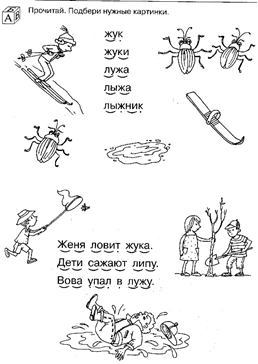 А
Прочитай. Подбери нужные картинки.
жук
жуки
лужа
лыжа
лыжник
Женя ловит жука.
Дети сажают липу.
Вова упал в лужу.